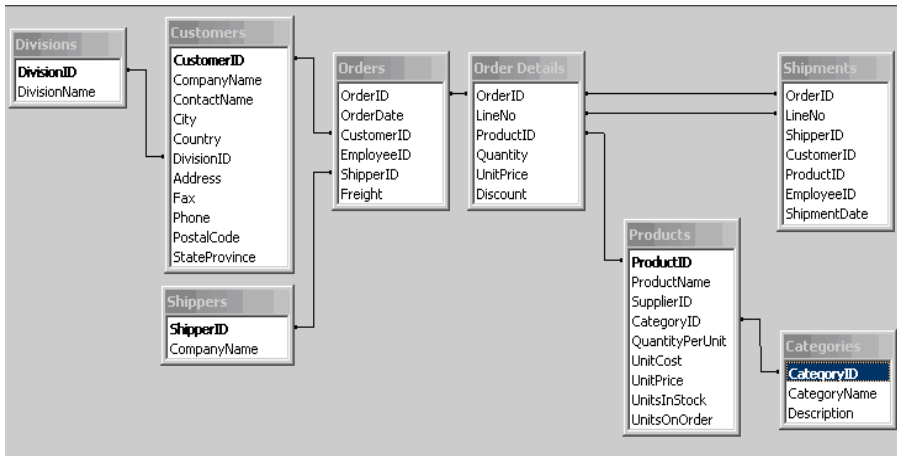 Divisions
DivisionID
DivisionName
Customers
CustomerID
CompanyName
ContactName
City
Country
DivisionID
Address
Fax
Phone
PostalCode
StateProvince
Shippers
ShipperID
CompanyName
Orders
OrderID
OrderDate
CustomerID
EmployeeID
ShipperID
Freight
Order Details
OrderID
LineNo
ProductID
Quantity
UnitPrice
Discount
Products
ProductID
ProductName
SupplierID
CategoryID
QuantityPerUnit
UnitCost
UnitPrice
UnitsInStock
UnitsOnOrder
Shipments
OrderID
LineNo
ShipperID
CustomerID
ProductID
EmployeeID
ShipmentDate
Categories
CategoryID
CategoryName
Description